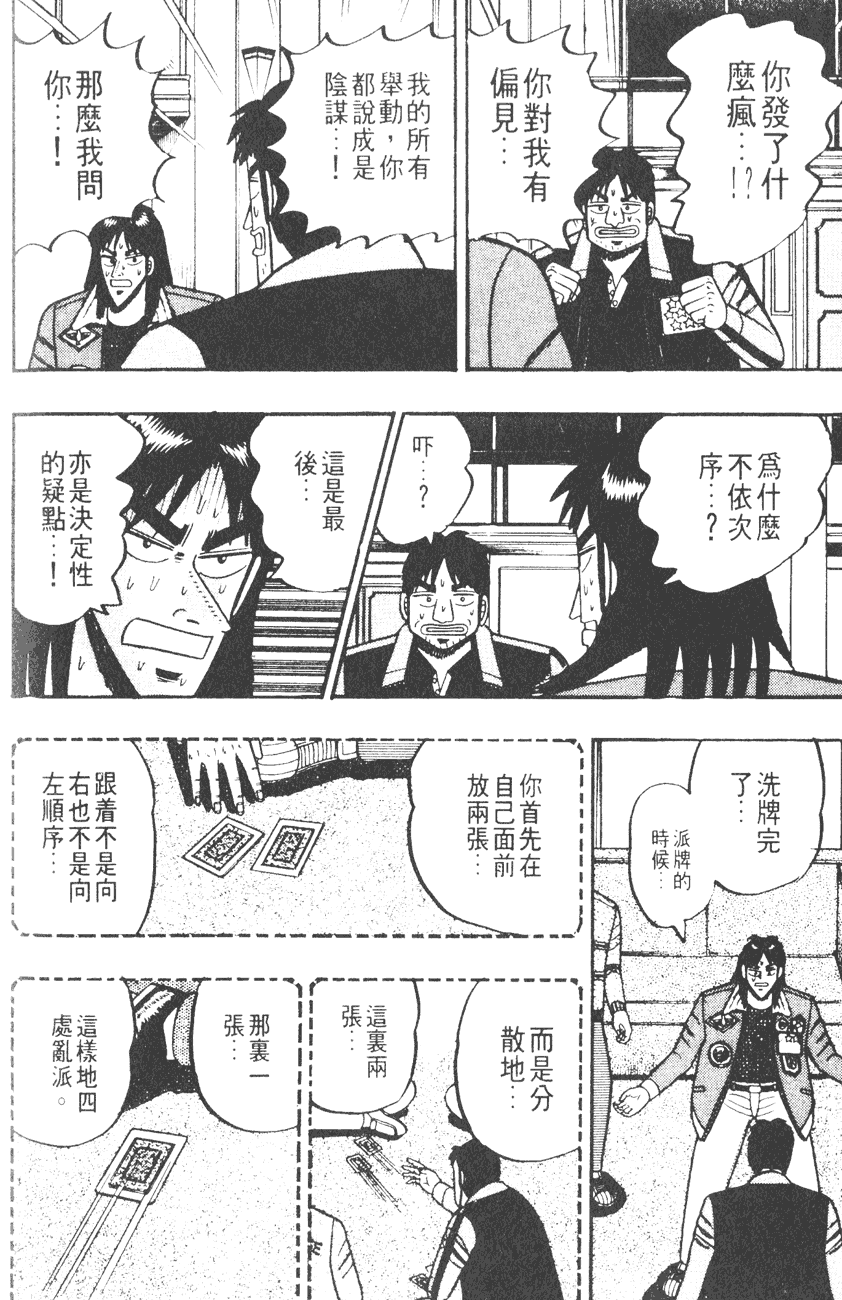 你發了什
麼瘋…!?
你對我有
偏見…
我的所有
舉動，你
都說成是
陰謀…！
那麼我問
你…！
爲什麼
不依次
序…？
吓…？
這是最
後…
亦是決定性
的疑點…！
洗牌完
了…
派牌的
時候…
你首先在
自己面前
放兩張…
跟着不是向
右也不是向
左順序…
而是分
散地…
這裏兩
張…
那裏一
張…
這樣地四
處亂派。